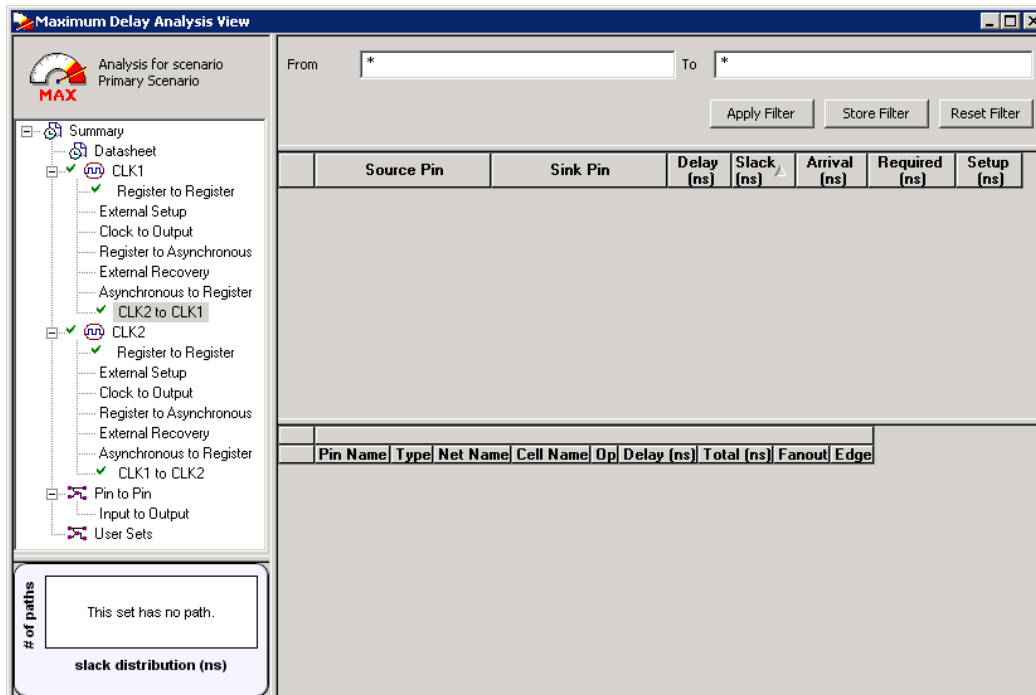 Maximum Delay Analysis View
Analysis for scenario
Primary Scenario
MAX
Summary
Datasheet
CLK1
Register to Register
External Setup
Clock to Output
Register to Asynchronous
External Recovery
Asynchronous to Register
CLK2 to CLK1
CLK2
Register to Register
External Setup
Clock to Output
Register to Asynchronous
External Recovery
Asynchronous to Register
CLK1 to CLK2
Pin to Pin
Input to Output
User Sets
# of paths
This set has no path.
slack distribution (ns)
From * To *
Apply Filter Store Filter Reset Filter
Source Pin Sink Pin Delay (ns) Slack (ns) Arrival (ns) Required (ns) Setup (ns)
Pin Name Type Net Name Cell Name Op Delay (ns) Total (ns) Fanout Edge